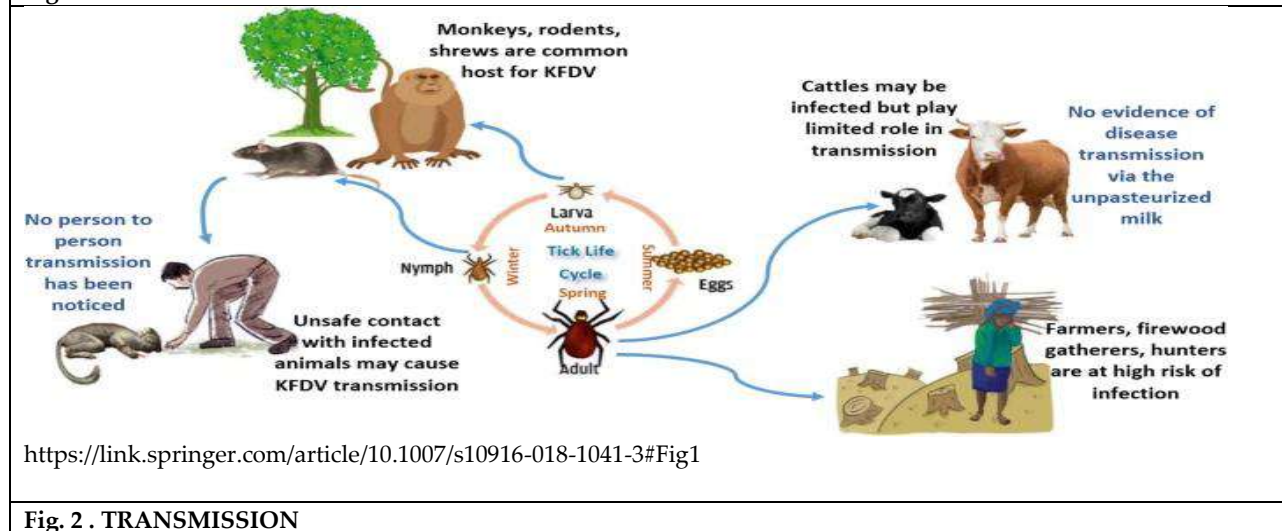 Monkeys, rodents,
shrews are common
host for KFDV
Cattles may be
infected but play
limited role in
transmission
No evidence of
disease
transmission
via the
unpasteurized
milk
No person to
person
transmission
has been
noticed
Unsafe contact
with infected
animals may cause
KFDV transmission
Larva
Autumn
Tick Life
Cycle
Spring
Nymph
Winter
Summer
Eggs
Adult
Farmers, firewood
gatherers, hunters
are at high risk of
infection
https://link.springer.com/article/10.1007/s10916-018-1041-3#Fig1
Fig. 2 . TRANSMISSION